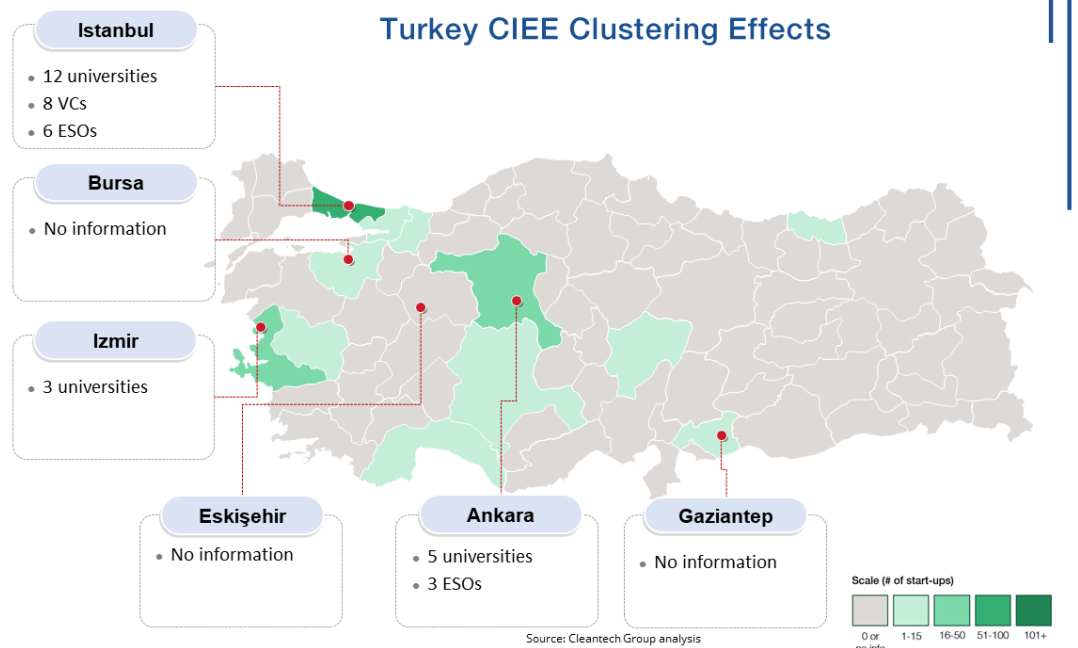 Turkey CIEE Clustering Effects
Istanbul
• 12 universities
• 8 VCs
• 6 ESOs
Bursa
• No information
Izmir
• 3 universities
Eskişehir
• No information
Ankara
• 5 universities
• 3 ESOs
Gaziantep
• No information
Scale (# of start-ups)
0 or
no info
1-15
16-50
51-100
101+
Source: Cleantech Group analysis